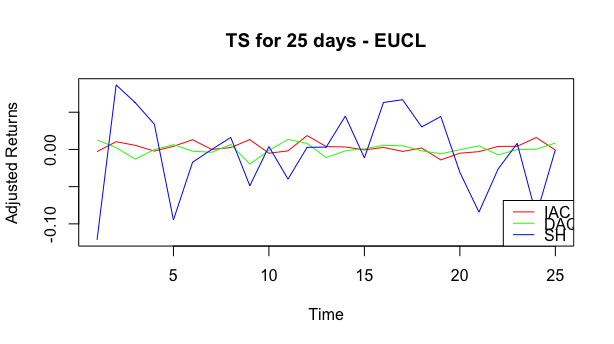 TS for 25 days - EUCL
Adjusted Returns
0.00
-0.10
IAC
DAC
SH
5
10
15
20
25
Time